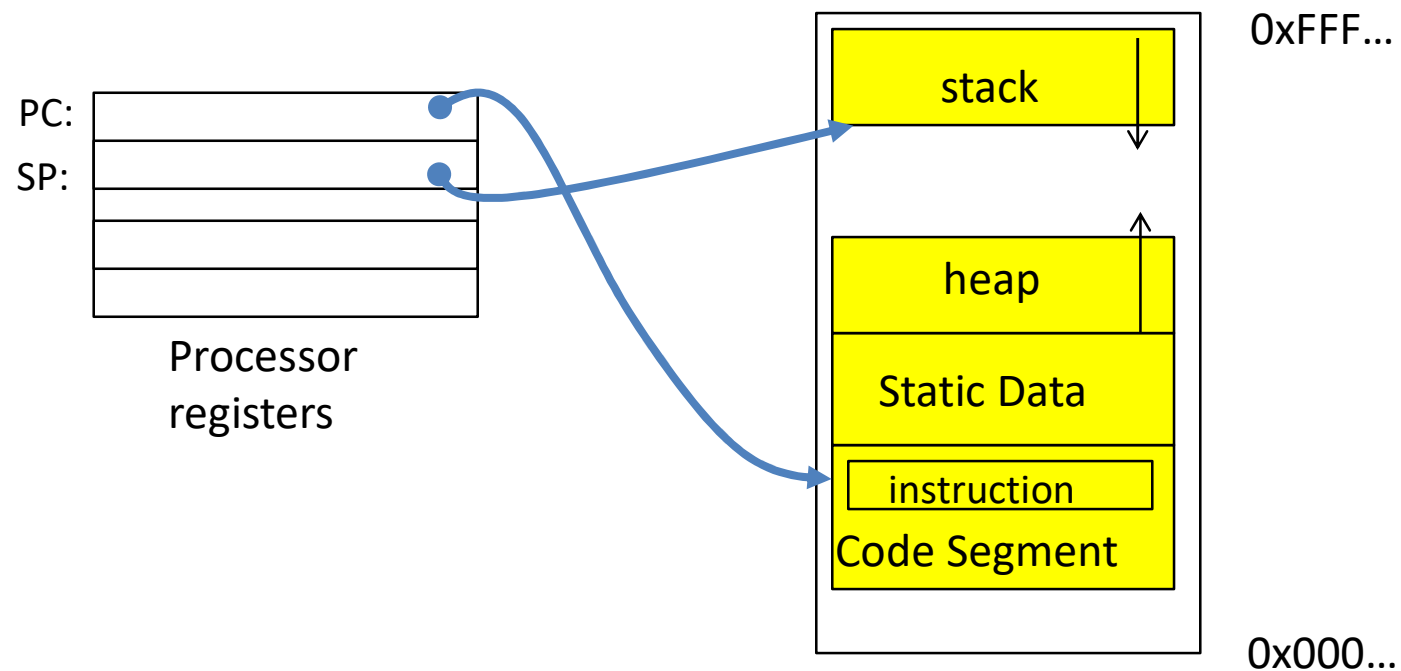 PC:
SP:
Processor
registers
stack
heap
Static Data
instruction
Code Segment
0xFFF…
0x000…